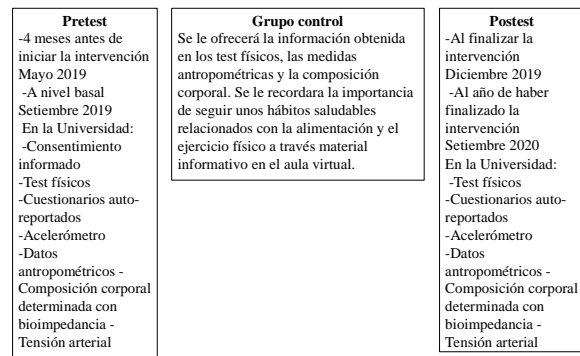 Pretest
-4 meses antes de
iniciar la intervención
Mayo 2019
-A nivel basal
Setiembre 2019
En la Universidad:
-Consentimiento
informado
-Test físicos
-Cuestionarios auto-
reportados
-Acelerómetro
-Datos
antropométricos -
Composición corporal
determinada con
bioimpedancia -
Tensión arterial
Grupo control
Se le ofrecerá la información obtenida
en los test físicos, las medidas
antropométricas y la composición
corporal. Se le recordara la importancia
de seguir unos hábitos saludables
relacionados con la alimentación y el
ejercicio físico a través material
informativo en el aula virtual.
Postest
-Al finalizar la
intervención
Diciembre 2019
-Al año de haber
finalizado la
intervención
Setiembre 2020
En la Universidad:
-Test físicos
-Cuestionarios auto-
reportados
-Acelerómetro
-Datos
antropométricos -
Composición corporal
determinada con
bioimpedancia -
Tensión arterial